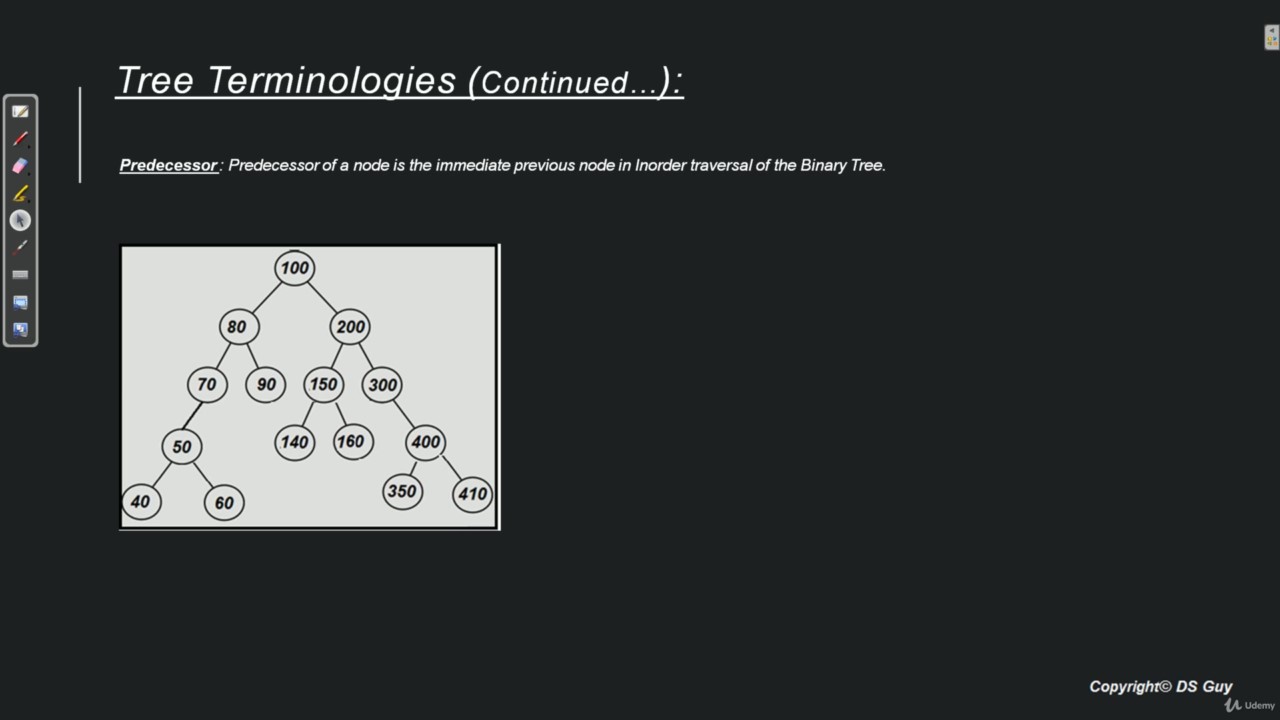 Tree Terminologies (Continued...):
Predecessor: Predecessor of a node is the immediate previous node in Inorder traversal of the Binary Tree.
100
80 200
70 90 150 300
50 140 160 400
40 60 350 410
Copyright© DS Guy
Udemy